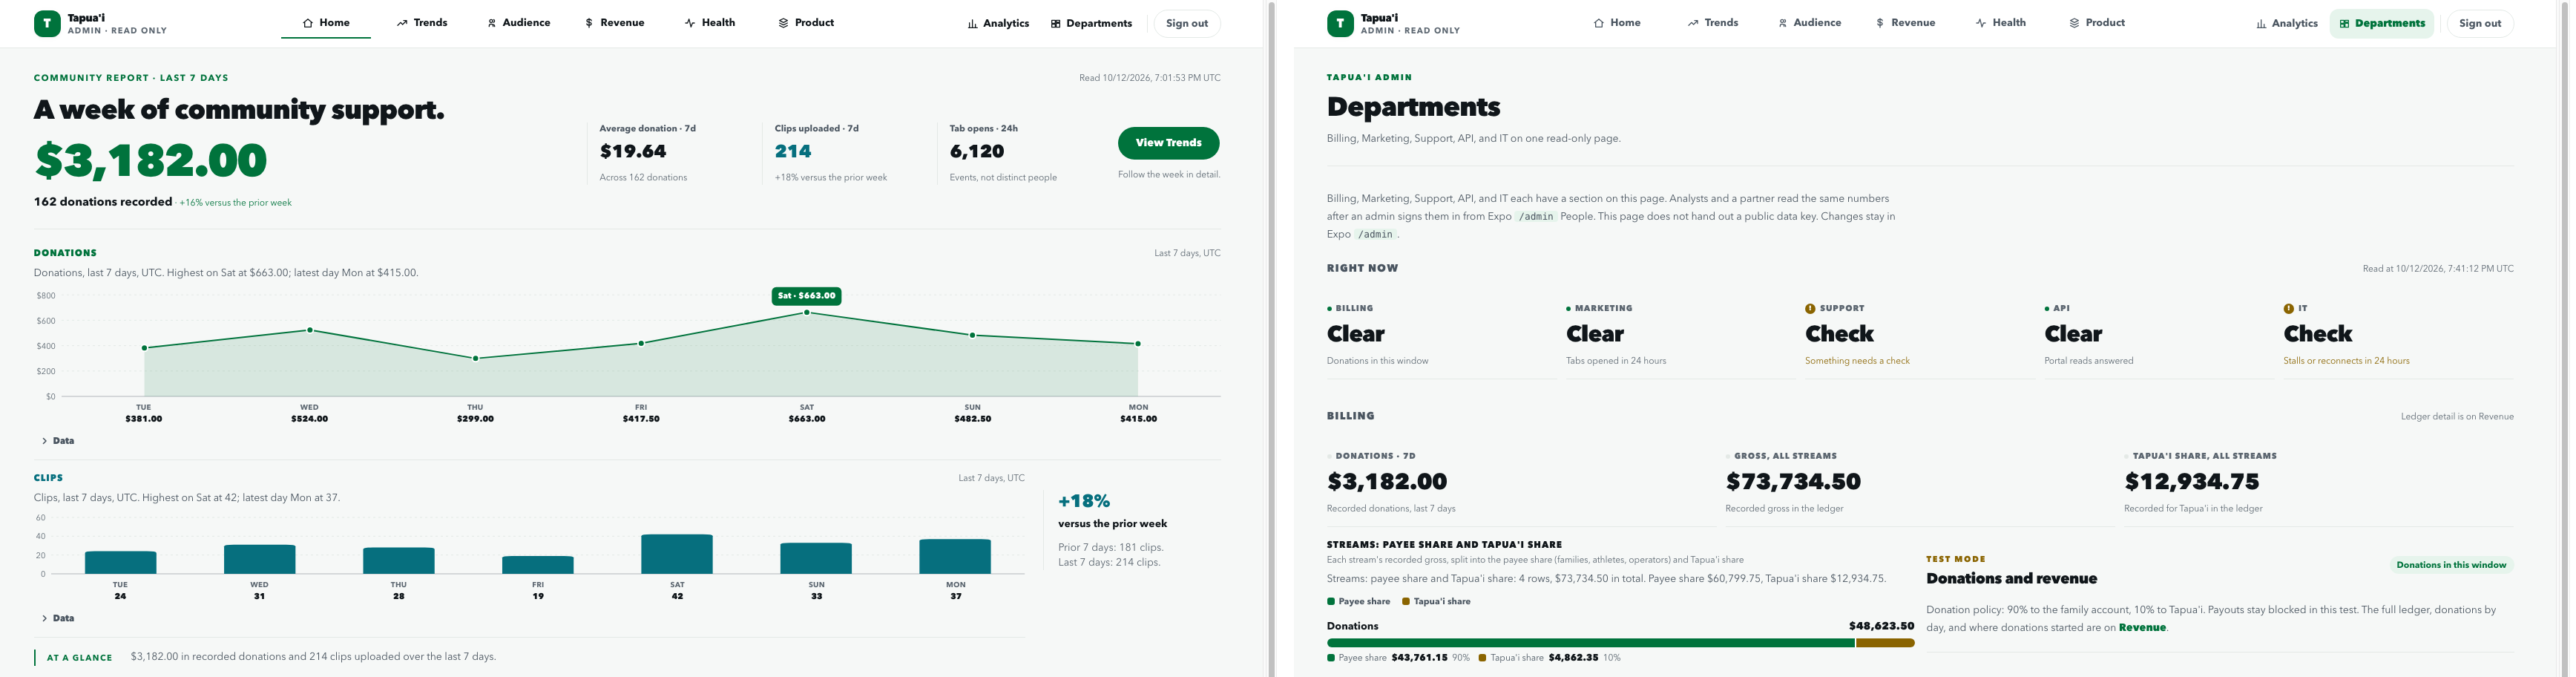 T
Tapua'i
ADMIN · READ ONLY
Home
Trends
Audience
Revenue
Health
Product
Analytics
Departments
Sign out
COMMUNITY REPORT · LAST 7 DAYS
Read 10/12/2026, 7:01:53 PM UTC
A week of community support.
$3,182.00
162 donations recorded · +16% versus the prior week
Average donation · 7d
$19.64
Across 162 donations
Clips uploaded · 7d
214
+18% versus the prior week
Tab opens · 24h
6,120
Events, not distinct people
View Trends
Follow the week in detail.
DONATIONS
Last 7 days, UTC
Donations, last 7 days, UTC. Highest on Sat at $663.00; latest day Mon at $415.00.
$800
$600
$400
$200
$0
Sat · $663.00
TUE
$381.00
WED
$524.00
THU
$299.00
FRI
$417.50
SAT
$663.00
SUN
$482.50
MON
$415.00
Data
CLIPS
Last 7 days, UTC
Clips, last 7 days, UTC. Highest on Sat at 42; latest day Mon at 37.
60
40
20
0
TUE
24
WED
31
THU
28
FRI
19
SAT
42
SUN
33
MON
37
+18%
versus the prior week
Prior 7 days: 181 clips.
Last 7 days: 214 clips.
Data
AT A GLANCE
$3,182.00 in recorded donations and 214 clips uploaded over the last 7 days.
T
Tapua'i
ADMIN · READ ONLY
Home
Trends
Audience
Revenue
Health
Product
Analytics
Departments
Sign out
TAPUA'I ADMIN
Departments
Billing, Marketing, Support, API, and IT on one read-only page.
Billing, Marketing, Support, API, and IT each have a section on this page. Analysts and a partner read the same numbers
after an admin signs them in from Expo /admin People. This page does not hand out a public data key. Changes stay in
Expo /admin.
RIGHT NOW
Read at 10/12/2026, 7:41:12 PM UTC
BILLING
Clear
Donations in this window
MARKETING
Clear
Tabs opened in 24 hours
! SUPPORT
Check
Something needs a check
API
Clear
Portal reads answered
! IT
Check
Stalls or reconnects in 24 hours
BILLING
Ledger detail is on Revenue
DONATIONS · 7D
$3,182.00
Recorded donations, last 7 days
GROSS, ALL STREAMS
$73,734.50
Recorded gross in the ledger
TAPUA'I SHARE, ALL STREAMS
$12,934.75
Recorded for Tapua'i in the ledger
STREAMS: PAYEE SHARE AND TAPUA'I SHARE
Each stream's recorded gross, split into the payee share (families, athletes, operators) and Tapua'i share
Streams: payee share and Tapua'i share: 4 rows, $73,734.50 in total. Payee share $60,799.75, Tapua'i share $12,934.75.
Payee share
Tapua'i share
Donations
$48,623.50
Payee share $43,761.15 90%
Tapua'i share $4,862.35 10%
TEST MODE
Donations and revenue
Donations in this window
Donation policy: 90% to the family account, 10% to Tapua'i. Payouts stay blocked in this test. The full ledger, donations by
day, and where donations started are on Revenue.